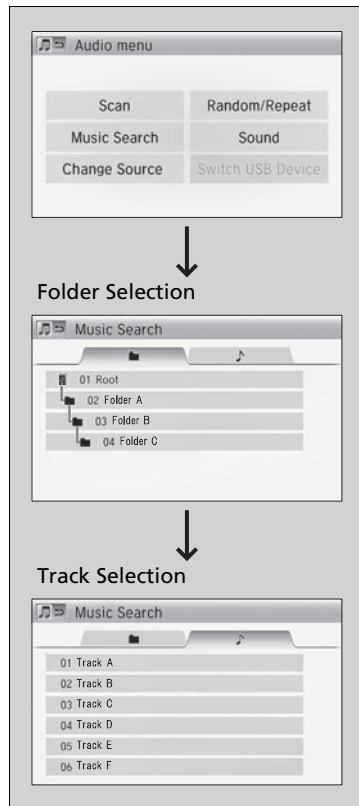 Audio menu
Scan Random/Repeat
Music Search Sound
Change Source Switch USB Device
Folder Selection
Music Search
01 Root
02 Folder A
03 Folder B
04 Folder C
Track Selection
Music Search
01 Track A
02 Track B
03 Track C
04 Track D
05 Track E
06 Track F